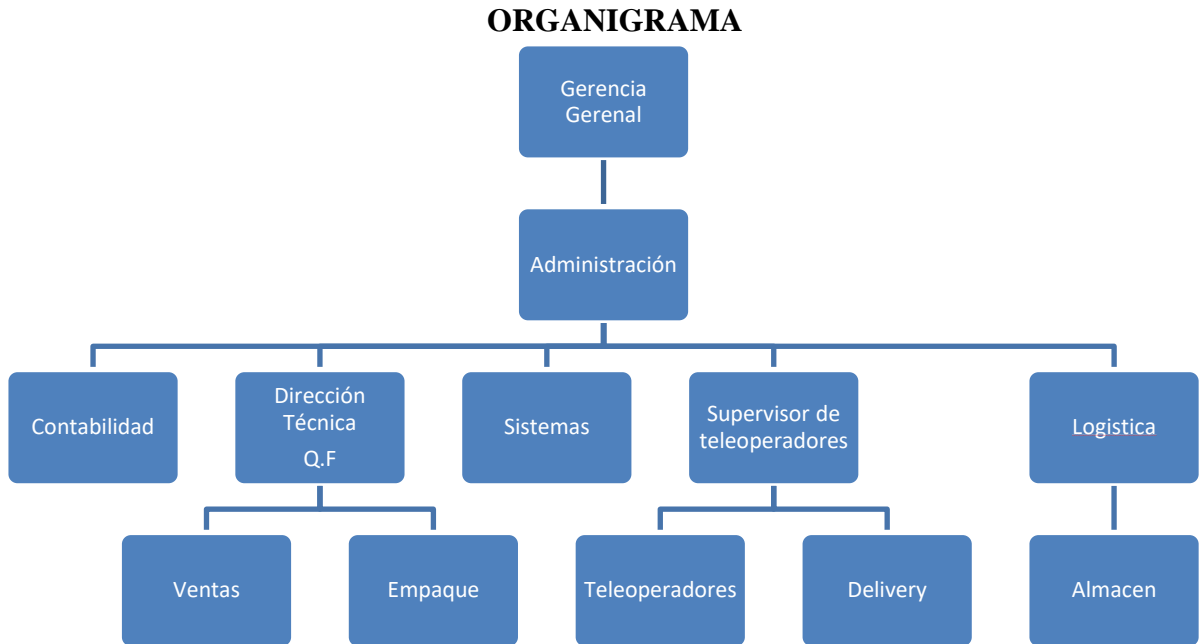 ORGANIGRAMA
Gerencia
Gerenal
Administración
Contabilidad
Dirección
Técnica
Q.F
Sistemas
Supervisor de
teleoperadores
Logistica
Ventas
Empaque
Teleoperadores
Delivery
Almacen